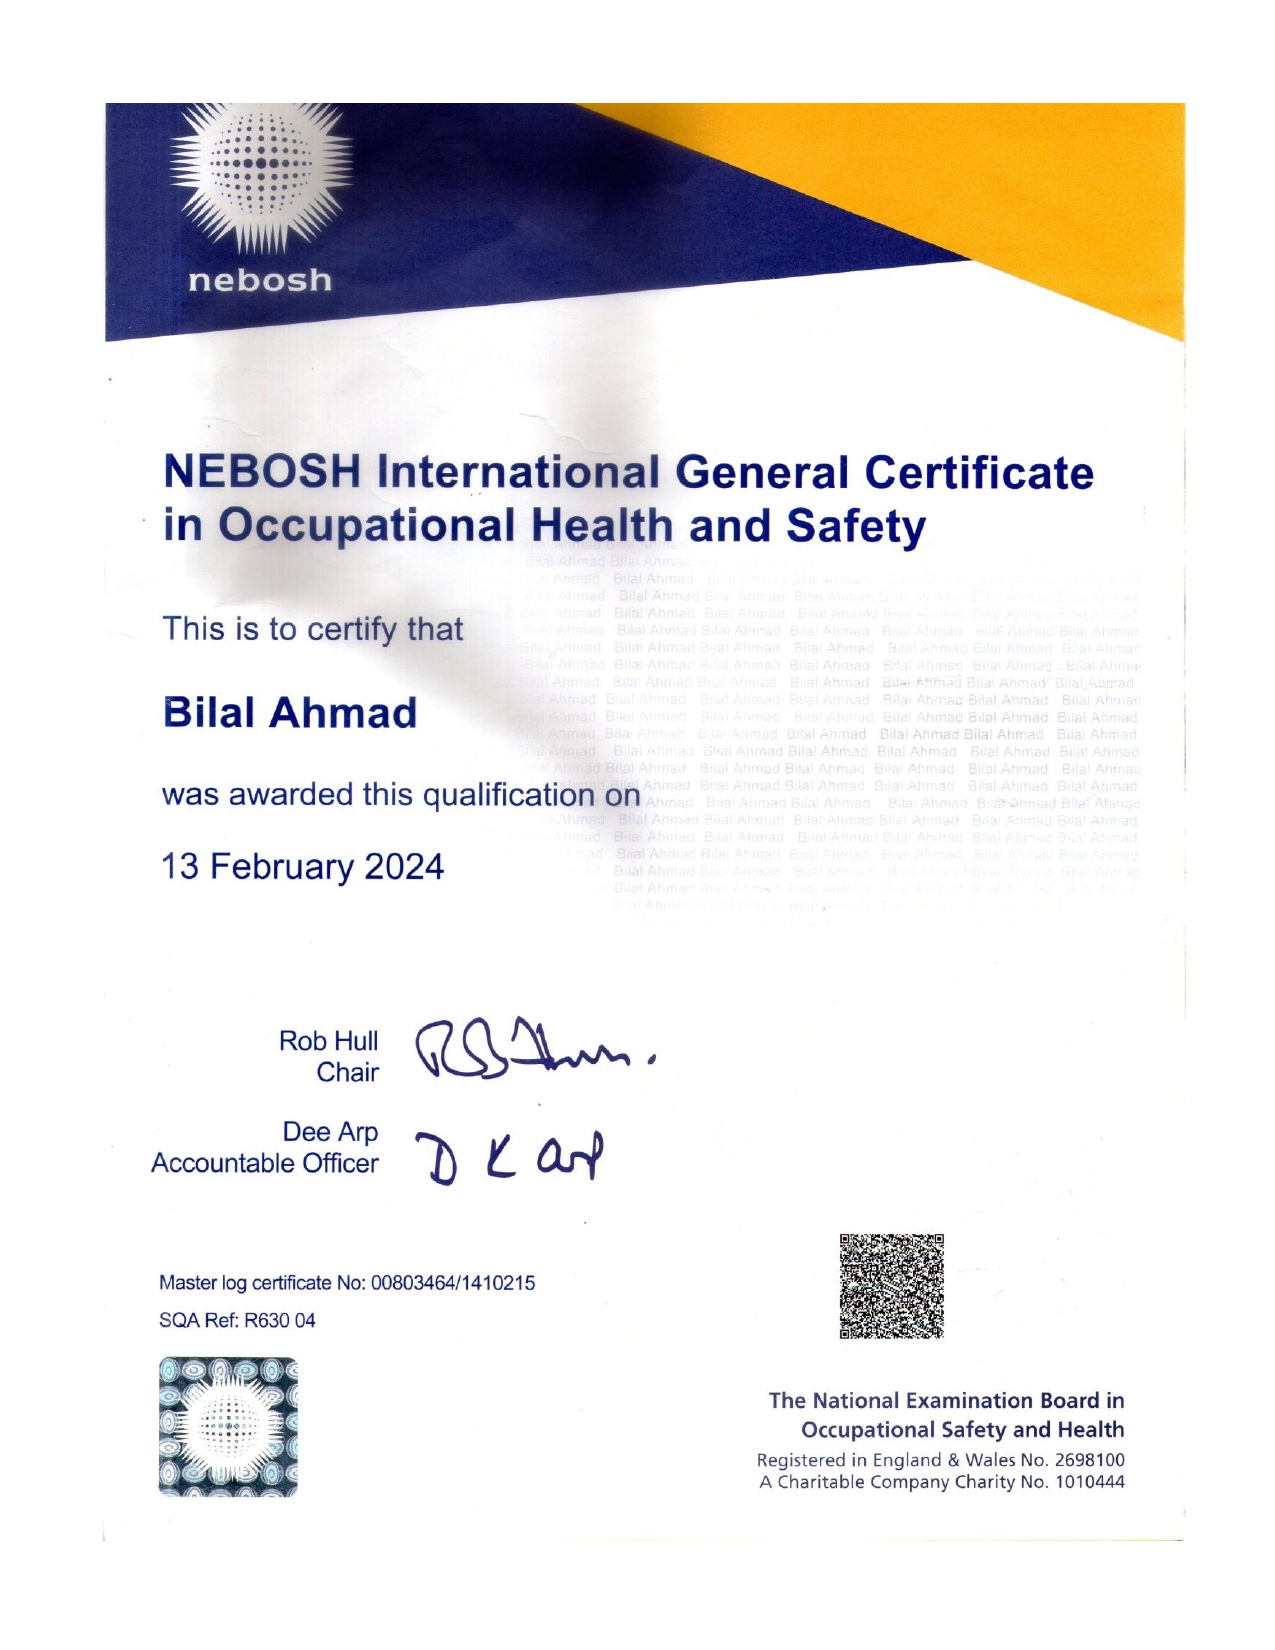 nebosh
NEBOSH International General Certificate
in Occupational Health and Safety
This is to certify that
Bilal Ahmad
was awarded this qualification on
13 February 2024
Rob Hull
Chair
Dee Arp
Accountable Officer
D K Arp
Master log certificate No: 00803464/1410215
SQA Ref: R630 04
The National Examination Board in
Occupational Safety and Health
Registered in England & Wales No. 2698100
A Charitable Company Charity No. 1010444